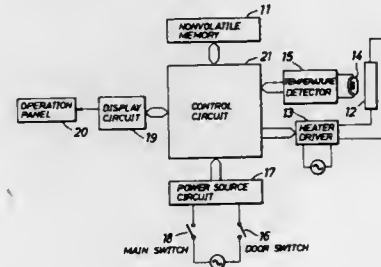 11
NONVOLATILE
MEMORY
21
15
14
TEMPERATURE
DETECTOR
12
13
OPERATION
PANEL
20
DISPLAY
CIRCUIT
19
CONTROL
CIRCUIT
HEATER
DRIVER
17
POWER SOURCE
CIRCUIT
18
16
MAIN SWITCH
DOOR SWITCH